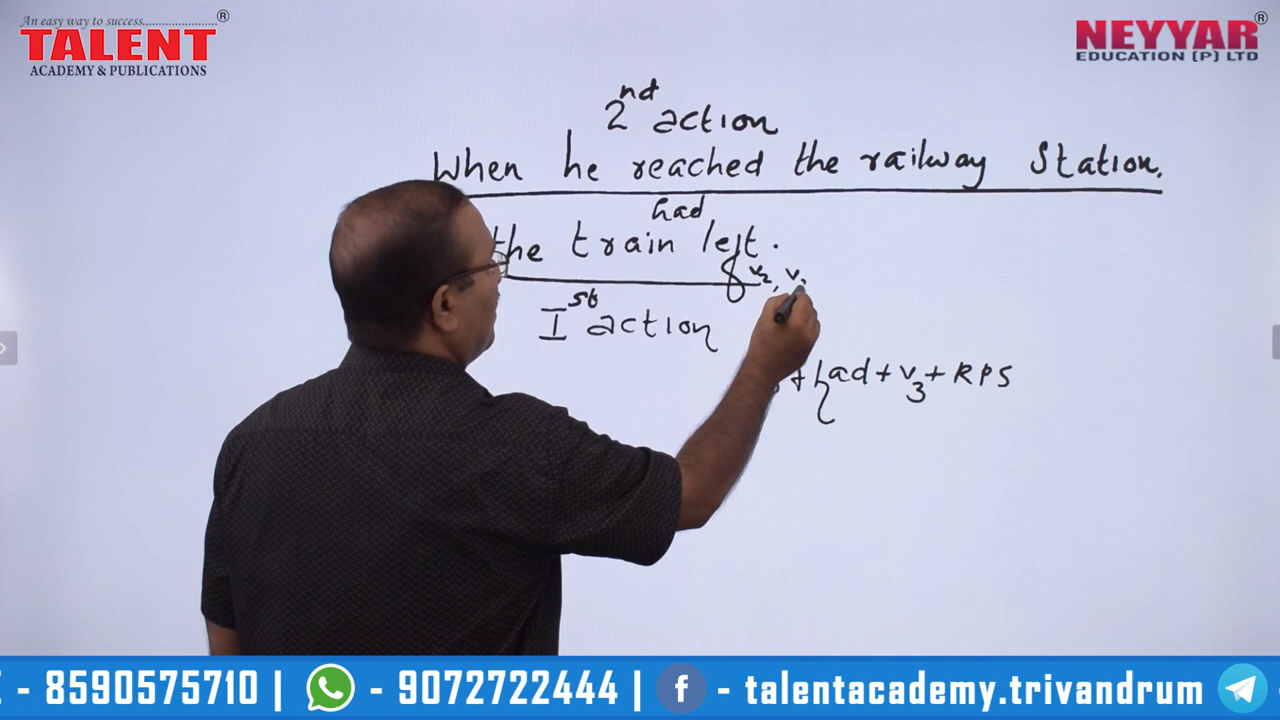 An easy way to success........................®
TALENT
ACADEMY & PUBLICATIONS
NEYYAR®
EDUCATION (P) LTD
2nd action
When he reached the railway Station.
had
the train left.
v2, v
Ist action
+ had + v3 + RPS
- 8590575710 | - 9072722444 | f - talentacademy.trivandrum